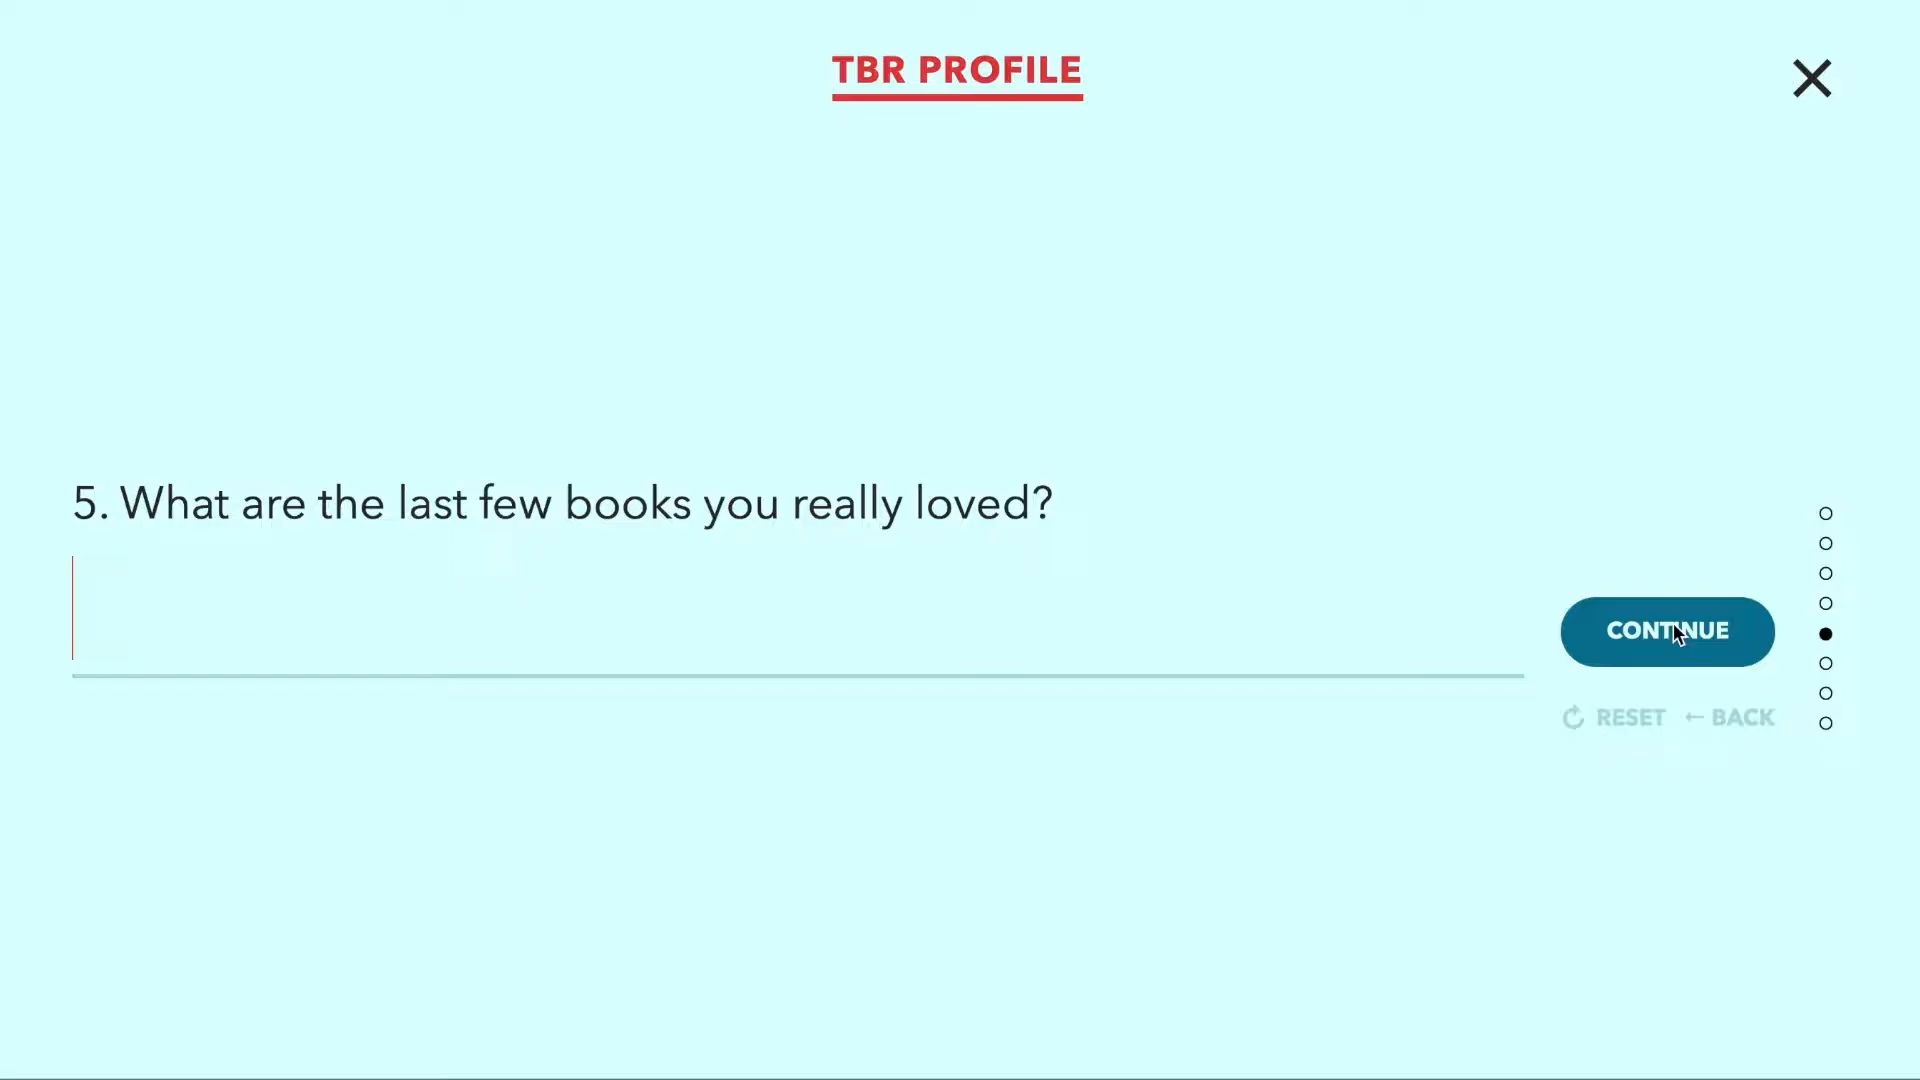 TBR PROFILE
5. What are the last few books you really loved?
CONTINUE
RESET ← BACK